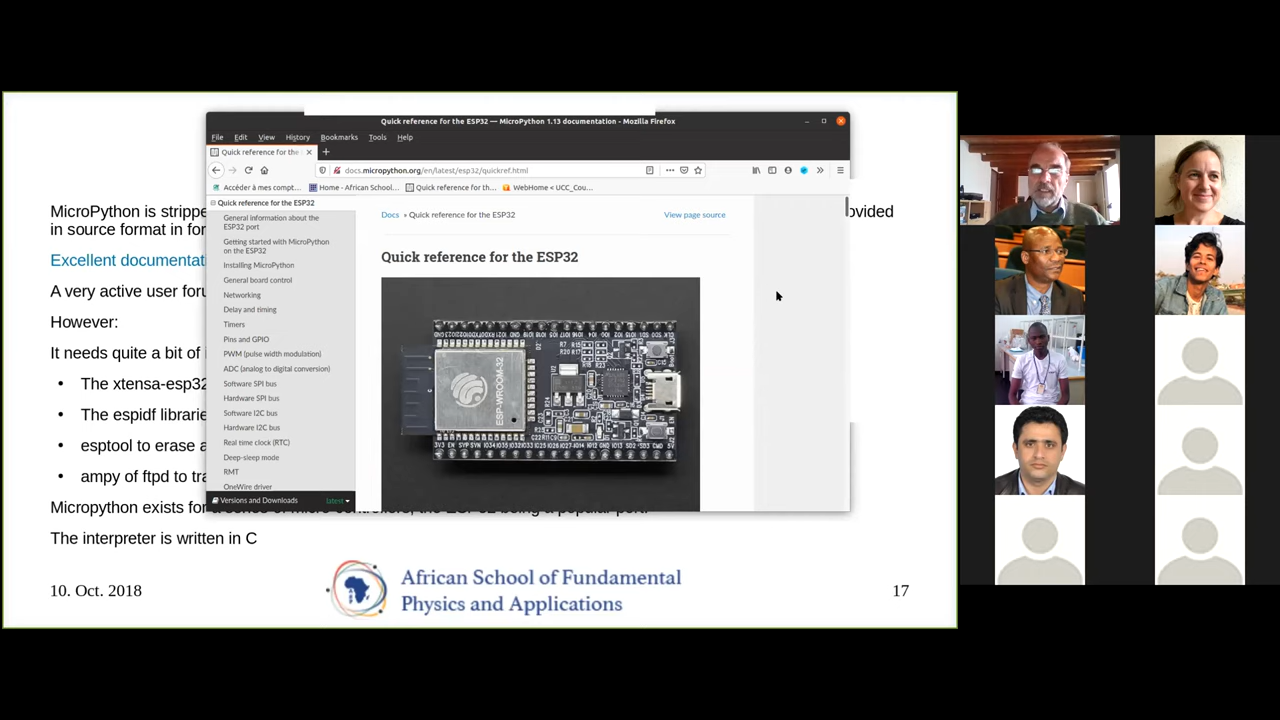 Quick reference for the ESP32 — MicroPython 1.13 documentation - Mozilla Firefox
File Edit View History Bookmarks Tools Help
Quick reference for the
docs.micropython.org/en/latest/esp32/quickref.html
Accéder à mes compt... Home - African School... Quick reference for th... WebHome < UCC_Cou...
Quick reference for the ESP32
General information about the
ESP32 port
Getting started with MicroPython
on the ESP32
Installing MicroPython
General board control
Networking
Delay and timing
Timers
Pins and GPIO
PWM (pulse width modulation)
ADC (analog to digital conversion)
Software SPI bus
Hardware SPI bus
Software I2C bus
Hardware I2C bus
Real time clock (RTC)
Deep-sleep mode
RMT
OneWire driver
Versions and Downloads latest
Docs » Quick reference for the ESP32
View page source
Quick reference for the ESP32
ESP-WROOM-32
MicroPython is strippe ovided
in source format in for
Excellent documentati
A very active user foru
However:
It needs quite a bit of
• The xtensa-esp32
• The espidf librarie
• esptool to erase a
• ampy of ftpd to tra
Micropython exists for
The interpreter is written in C
10. Oct. 2018
African School of Fundamental
Physics and Applications
17